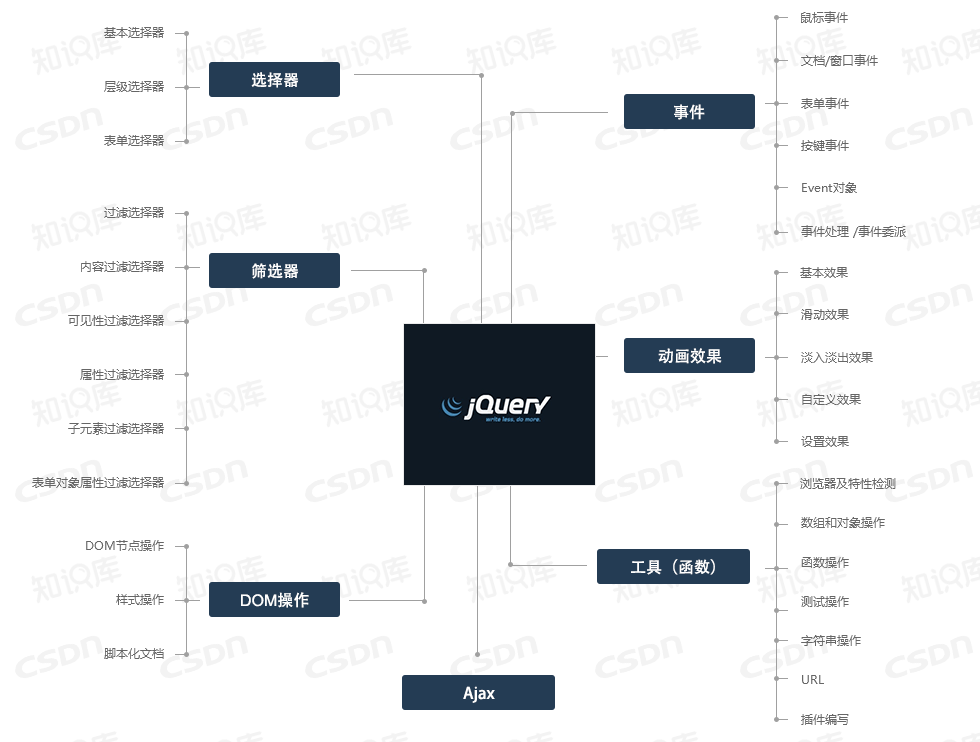 基本选择器
层级选择器
表单选择器
选择器
过滤选择器
内容过滤选择器
可见性过滤选择器
属性过滤选择器
子元素过滤选择器
表单对象属性过滤选择器
筛选器
DOM节点操作
样式操作
脚本化文档
DOM操作
jQuery
write less, do more.
Ajax
事件
鼠标事件
文档/窗口事件
表单事件
按键事件
Event对象
事件处理 /事件委派
动画效果
基本效果
滑动效果
淡入淡出效果
自定义效果
设置效果
工具（函数）
浏览器及特性检测
数组和对象操作
函数操作
测试操作
字符串操作
URL
插件编写
知识库
CSDN